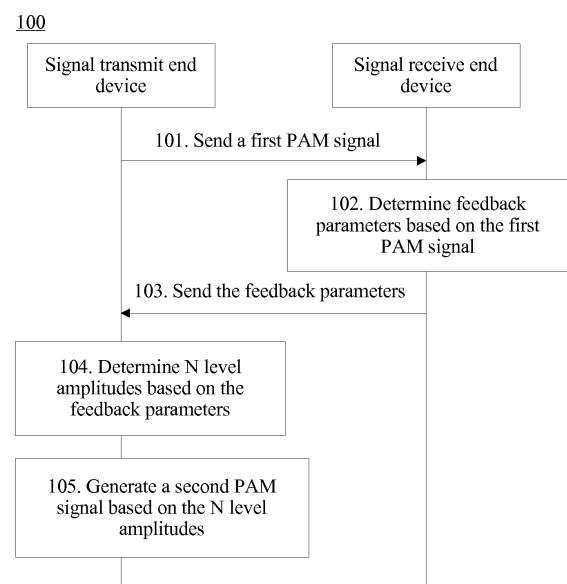 100
Signal transmit end
device
Signal receive end
device
101. Send a first PAM signal
102. Determine feedback
parameters based on the first
PAM signal
103. Send the feedback parameters
104. Determine N level
amplitudes based on the
feedback parameters
105. Generate a second PAM
signal based on the N level
amplitudes